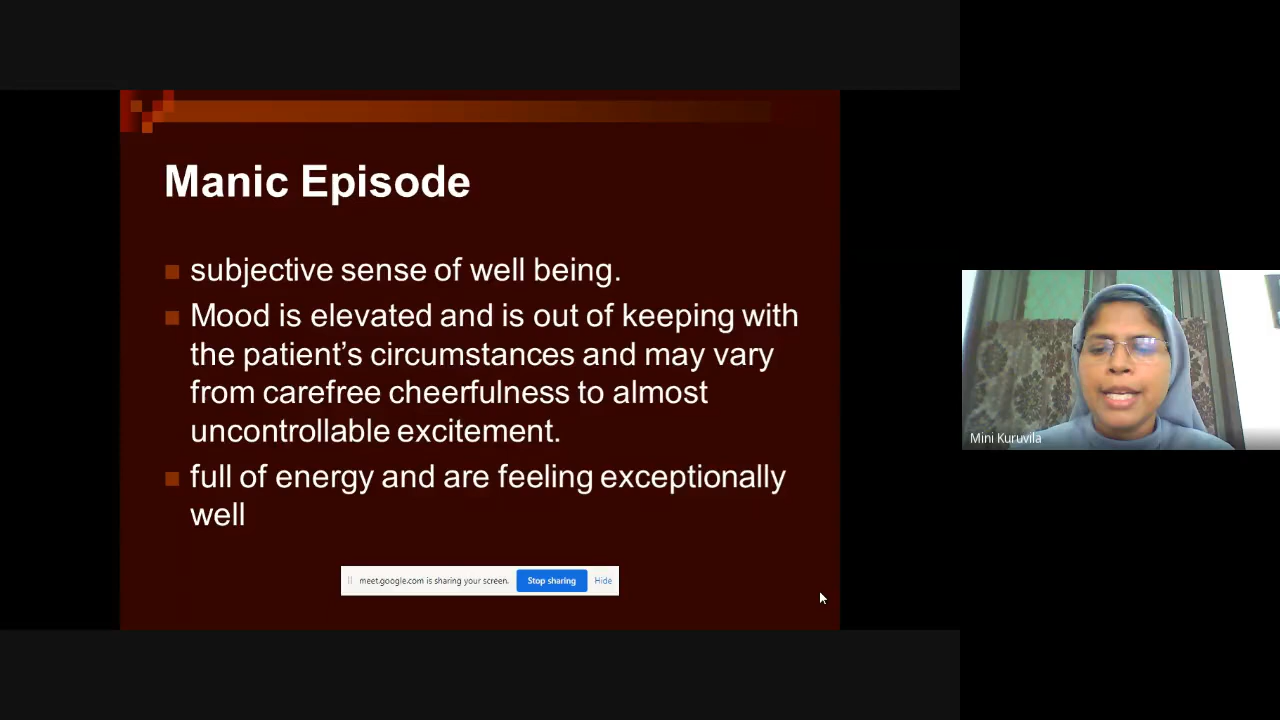 Manic Episode
subjective sense of well being.
Mood is elevated and is out of keeping with
the patient’s circumstances and may vary
from carefree cheerfulness to almost
uncontrollable excitement.
full of energy and are feeling exceptionally
well
meet.google.com is sharing your screen.
Stop sharing
Hide
Mini Kuruvila